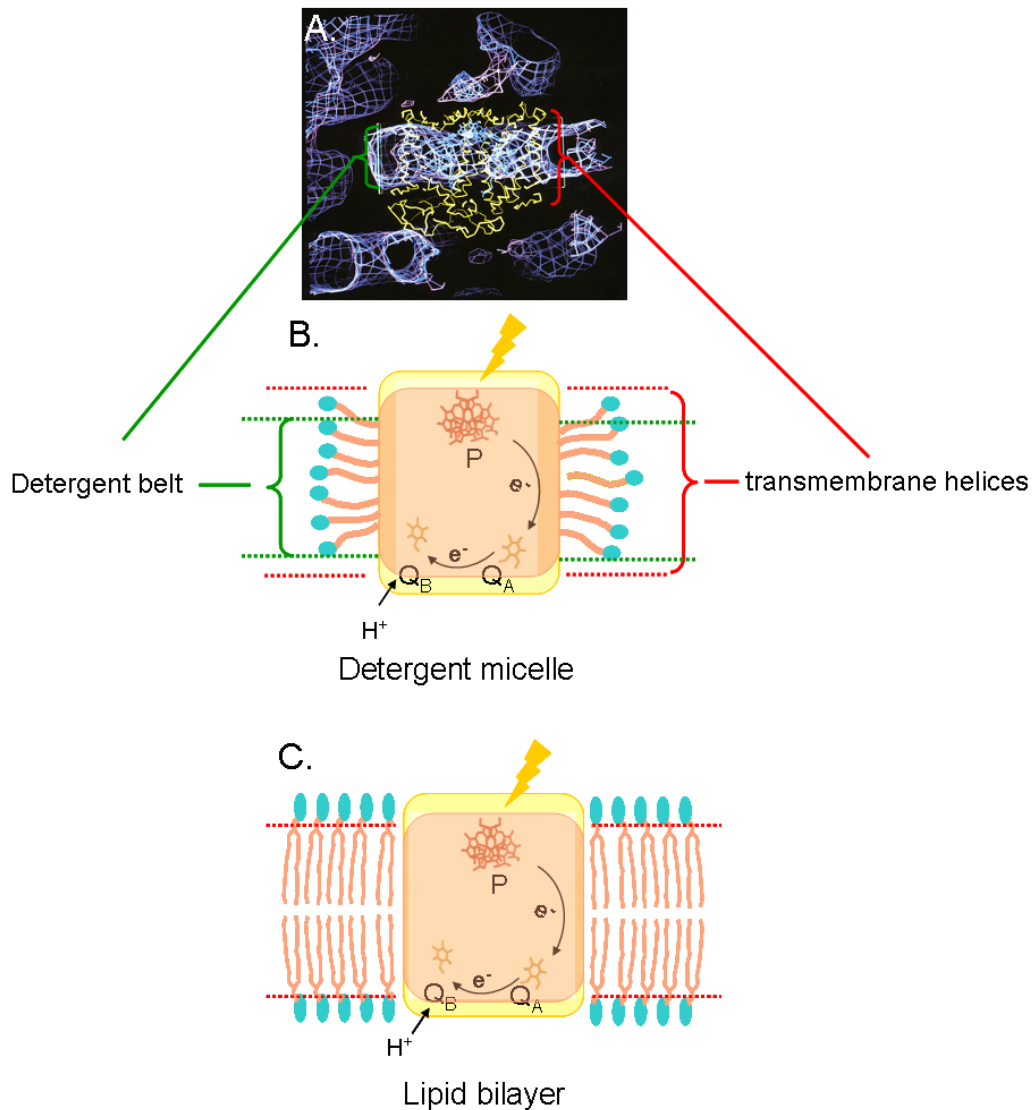 A.
B.
P
e-
Detergent belt
transmembrane helices
e-
QB QA
H+
Detergent micelle
C.
P
e-
e-
QB QA
H+
Lipid bilayer